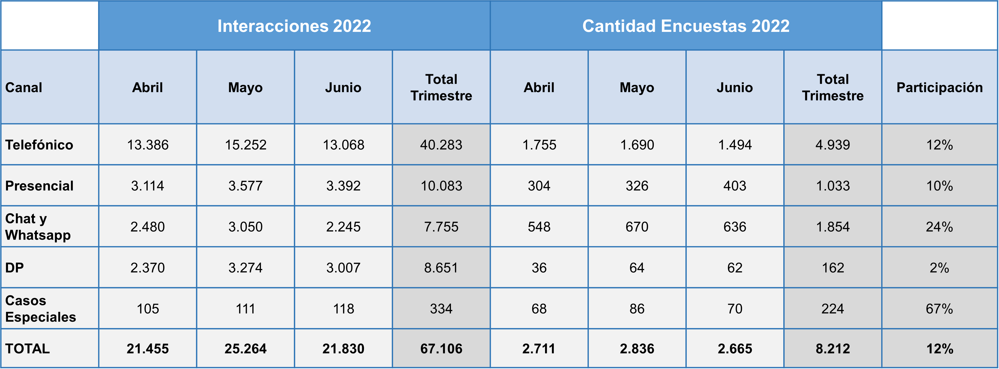 Interacciones 2022 Cantidad Encuestas 2022
Canal Abril Mayo Junio Total Trimestre Abril Mayo Junio Total Trimestre Participación
Telefónico 13.386 15.252 13.068 40.283 1.755 1.690 1.494 4.939 12%
Presencial 3.114 3.577 3.392 10.083 304 326 403 1.033 10%
Chat y Whatsapp 2.480 3.050 2.245 7.755 548 670 636 1.854 24%
DP 2.370 3.274 3.007 8.651 36 64 62 162 2%
Casos Especiales 105 111 118 334 68 86 70 224 67%
TOTAL 21.455 25.264 21.830 67.106 2.711 2.836 2.665 8.212 12%